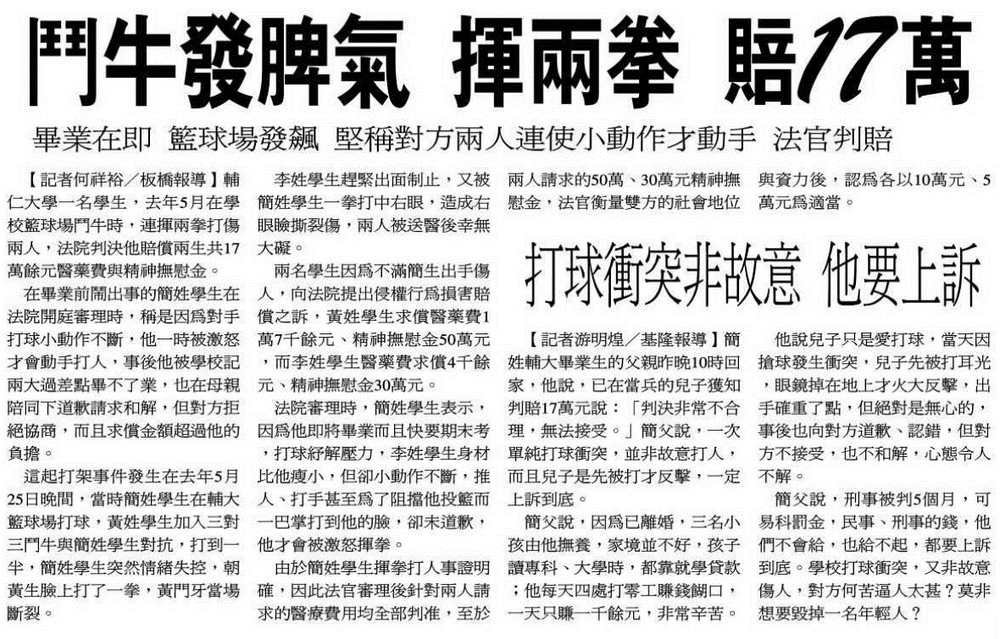 鬥牛發脾氣 揮兩拳 賠17萬
畢業在即 籃球場發飆 堅稱對方兩人連使小動作才動手 法官判賠
【記者何祥裕／板橋報導】輔
仁大學一名學生，去年5月在學
校籃球場鬥牛時，連揮兩拳打傷
兩人，法院判決他賠償兩生共17
萬餘元醫藥費與精神撫慰金。
在畢業前鬧出事的簡姓學生在
法院開庭審理時，稱是因為對手
打球小動作不斷，他一時被激怒
才會動手打人，事後他被學校記
兩大過差點畢不了業，也在母親
陪同下道歉請求和解，但對方拒
絕協商，而且求償金額超過他的
負擔。
這起打架事件發生在去年5月
25日晚間，當時簡姓學生在輔大
籃球場打球，黃姓學生加入三對
三鬥牛與簡姓學生對抗，打到一
半，簡姓學生突然情緒失控，朝
黃生臉上打了一拳，黃門牙當場
斷裂。
李姓學生趕緊出面制止，又被
簡姓學生一拳打中右眼，造成右
眼瞼撕裂傷，兩人被送醫後幸無
大礙。
兩名學生因為不滿簡生出手傷
人，向法院提出侵權行為損害賠
償之訴，黃姓學生求償醫藥費1
萬7千餘元、精神撫慰金50萬元
，而李姓學生醫藥費求償4千餘
元、精神撫慰金30萬元。
法院審理時，簡姓學生表示，
因為他即將畢業而且快要期末考
，打球紓解壓力，李姓學生身材
比他瘦小，但卻小動作不斷，推
人、打手甚至為了阻擋他投籃而
一巴掌打到他的臉，卻未道歉，
他才會被激怒揮拳。
由於簡姓學生揮拳打人事證明
確，因此法官審理後針對兩人請
求的醫療費用均全部判准，至於
兩人請求的50萬、30萬元精神撫
慰金，法官衡量雙方的社會地位
與資力後，認為各以10萬元、5
萬元為適當。
打球衝突非故意 他要上訴
【記者游明煌／基隆報導】簡
姓輔大畢業生的父親昨晚10時回
家，他說，已在當兵的兒子獲知
判賠17萬元說：「判決非常不合
理，無法接受。」簡父說，一次
單純打球衝突，並非故意打人，
而且兒子是先被打才反擊，一定
上訴到底。
簡父說，因為已離婚，三名小
孩由他撫養，家境並不好，孩子
讀專科、大學時，都靠就學貸款
；他每天四處打零工賺錢餬口，
一天只賺一千餘元，非常辛苦。
他說兒子只是愛打球，當天因
搶球發生衝突，兒子先被打耳光
，眼鏡掉在地上才火大反擊，出
手確重了點，但絕對是無心的，
事後也向對方道歉、認錯，但對
方不接受，也不和解，心態令人
不解。
簡父說，刑事被判5個月，可
易科罰金，民事、刑事的錢，他
們不會給，也給不起，都要上訴
到底。學校打球衝突，又非故意
傷人，對方何苦逼人太甚？莫非
想要毀掉一名年輕人？